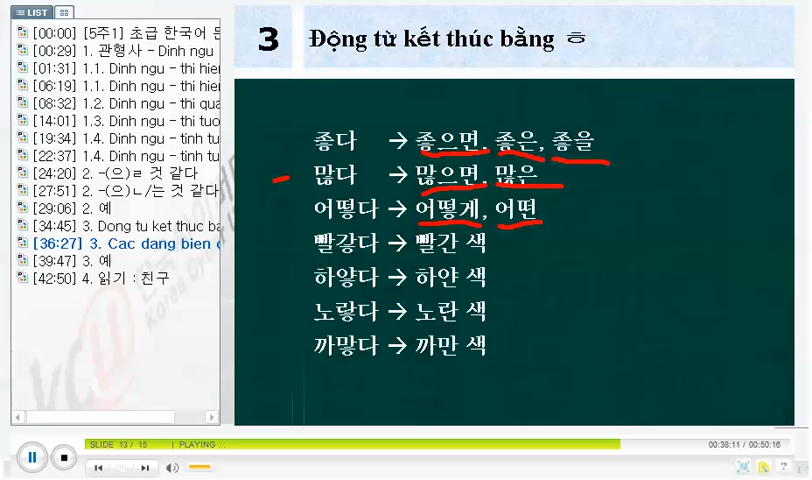 LIST
[00:00] [5주1] 초급 한국어 문
[00:29] 1. 관형사 - Dinh ngu
[01:31] 1.1. Dinh ngu - thi hien
[06:19] 1.1. Dinh ngu - thi hien
[08:32] 1.2. Dinh ngu - thi qua
[14:01] 1.3. Dinh ngu - thi tuo
[19:34] 1.4. Dinh ngu - tinh tu
[22:37] 1.4. Dinh ngu - tinh tu
[24:20] 2. -(으)ㄹ 것 같다
[27:51] 2. -(으)ㄴ/는 것 같다
[29:06] 2. 예
[34:45] 3. Dong tu ket thuc ba
[36:27] 3. Cac dang bien c
[39:47] 3. 예
[42:50] 4. 읽기 : 친구
3 Động từ kết thúc bằng ㅎ
좋다 → 좋으면, 좋은, 좋을
많다 → 많으면, 많은
어떻다 → 어떻게, 어떤
빨갛다 → 빨간 색
하얗다 → 하얀 색
노랗다 → 노란 색
까맣다 → 까만 색
SLIDE 13 / 15 | PLAYING ...
00:38:11 / 00:50:16